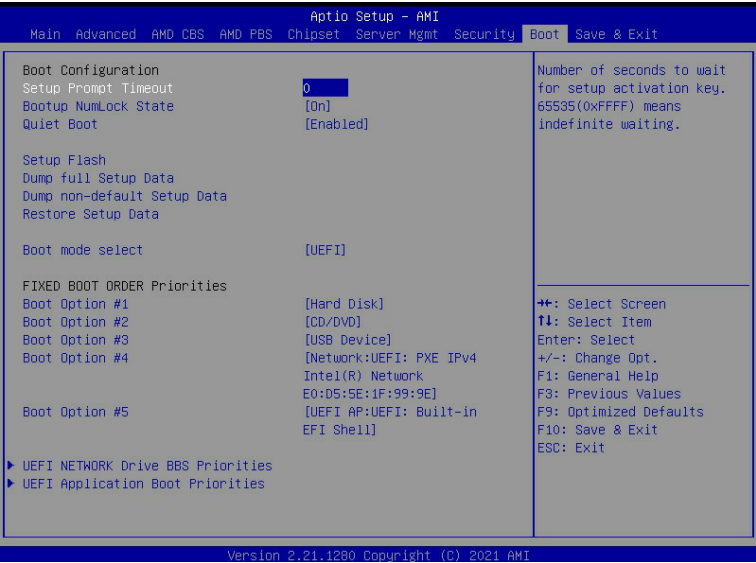 Aptio Setup – AMI
Main Advanced AMD CBS AMD PBS Chipset Server Mgmt Security Boot Save & Exit
Boot Configuration
Setup Prompt Timeout 0
Bootup NumLock State [On]
Quiet Boot [Enabled]
Setup Flash
Dump full Setup Data
Dump non-default Setup Data
Restore Setup Data
Boot mode select [UEFI]
FIXED BOOT ORDER Priorities
Boot Option #1 [Hard Disk]
Boot Option #2 [CD/DVD]
Boot Option #3 [USB Device]
Boot Option #4 [Network:UEFI: PXE IPv4
Intel(R) Network
E0:D5:5E:1F:99:9E]
Boot Option #5 [UEFI AP:UEFI: Built-in
EFI Shell]
UEFI NETWORK Drive BBS Priorities
UEFI Application Boot Priorities
Number of seconds to wait
for setup activation key.
65535(0xFFFF) means
indefinite waiting.
→←: Select Screen
↑↓: Select Item
Enter: Select
+/-: Change Opt.
F1: General Help
F3: Previous Values
F9: Optimized Defaults
F10: Save & Exit
ESC: Exit
Version 2.21.1280 Copyright (C) 2021 AMI